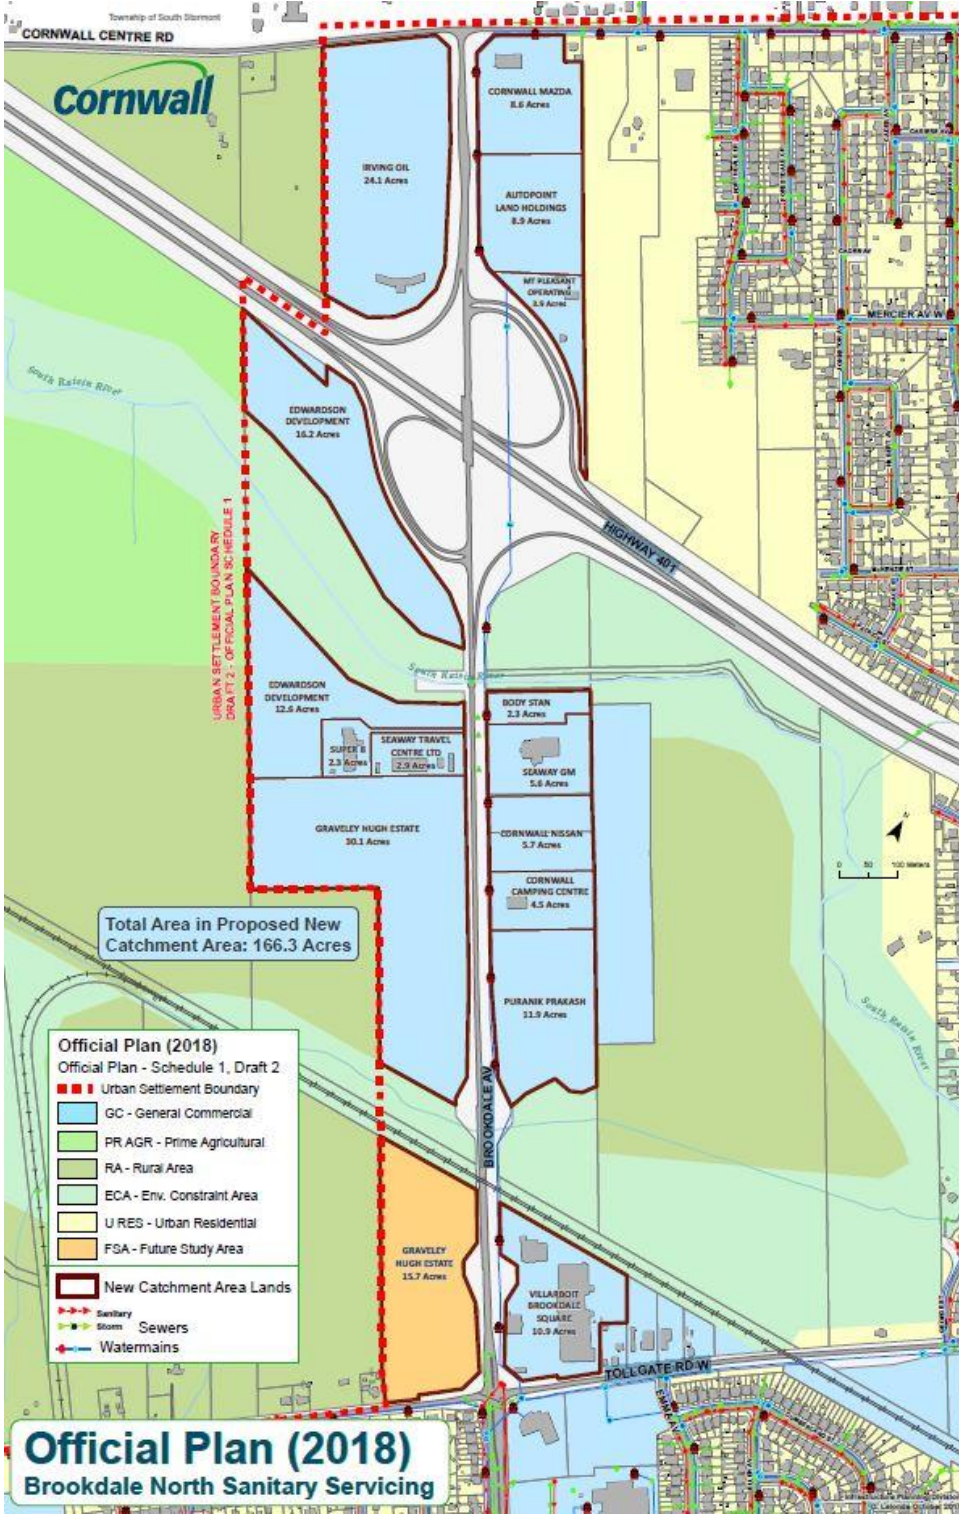 Township of South Stormont
CORNWALL CENTRE RD
Cornwall
IRVING OIL
24.1 Acres
CORNWALL MAZDA
8.6 Acres
AUTOPOINT
LAND HOLDINGS
8.9 Acres
MT PLEASANT
OPERATING
3.9 Acres
MERCIER AV W
South Raisin River
EDWARDSON
DEVELOPMENT
16.2 Acres
HIGHWAY 401
URBAN SETTLEMENT BOUNDARY
DRAFT 2 - OFFICIAL PLAN SCHEDULE 1
South Raisin River
EDWARDSON
DEVELOPMENT
12.6 Acres
BODY STAN
2.3 Acres
SUPER 8
2.3 Acres
SEAWAY TRAVEL
CENTRE LTD
2.9 Acres
SEAWAY GM
5.6 Acres
GRAVELEY HUGH ESTATE
30.1 Acres
CORNWALL NISSAN
5.7 Acres
CORNWALL
CAMPING CENTRE
4.5 Acres
N
0 50 100 Meters
Total Area in Proposed New
Catchment Area: 166.3 Acres
PURANIK PRAKASH
11.9 Acres
South Raisin River
BROOKDALE AV
Official Plan (2018)
Official Plan - Schedule 1, Draft 2
Urban Settlement Boundary
GC - General Commercial
PR AGR - Prime Agricultural
RA - Rural Area
ECA - Env. Constraint Area
U RES - Urban Residential
FSA - Future Study Area
New Catchment Area Lands
Sanitary
Storm Sewers
Watermains
GRAVELEY
HUGH ESTATE
15.7 Acres
VILLARBOIT
BROOKDALE
SQUARE
10.9 Acres
TOLLGATE RD W
EMMA AV
Official Plan (2018)
Brookdale North Sanitary Servicing
Infrastructure Planning Division